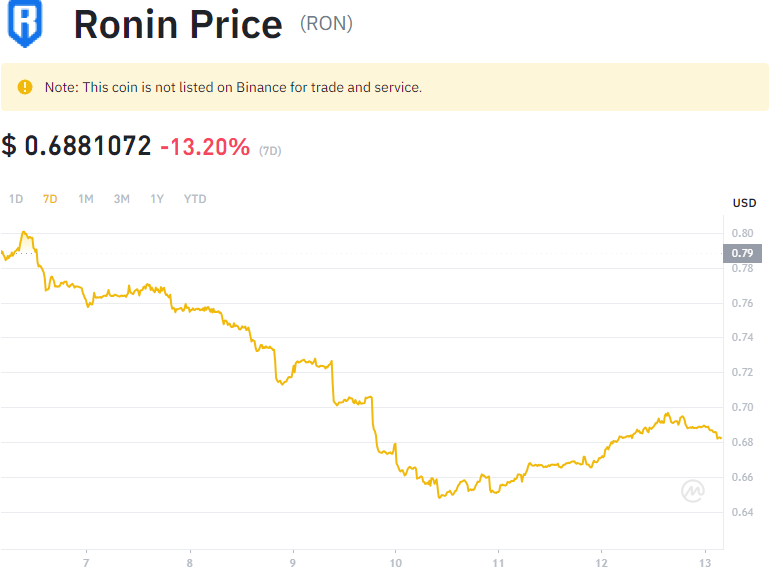 Ronin Price (RON)
Note: This coin is not listed on Binance for trade and service.
$ 0.6881072 -13.20% (7D)
1D 7D 1M 3M 1Y YTD
USD
0.80
0.79
0.78
0.76
0.74
0.72
0.70
0.68
0.66
0.64
7 8 9 10 11 12 13